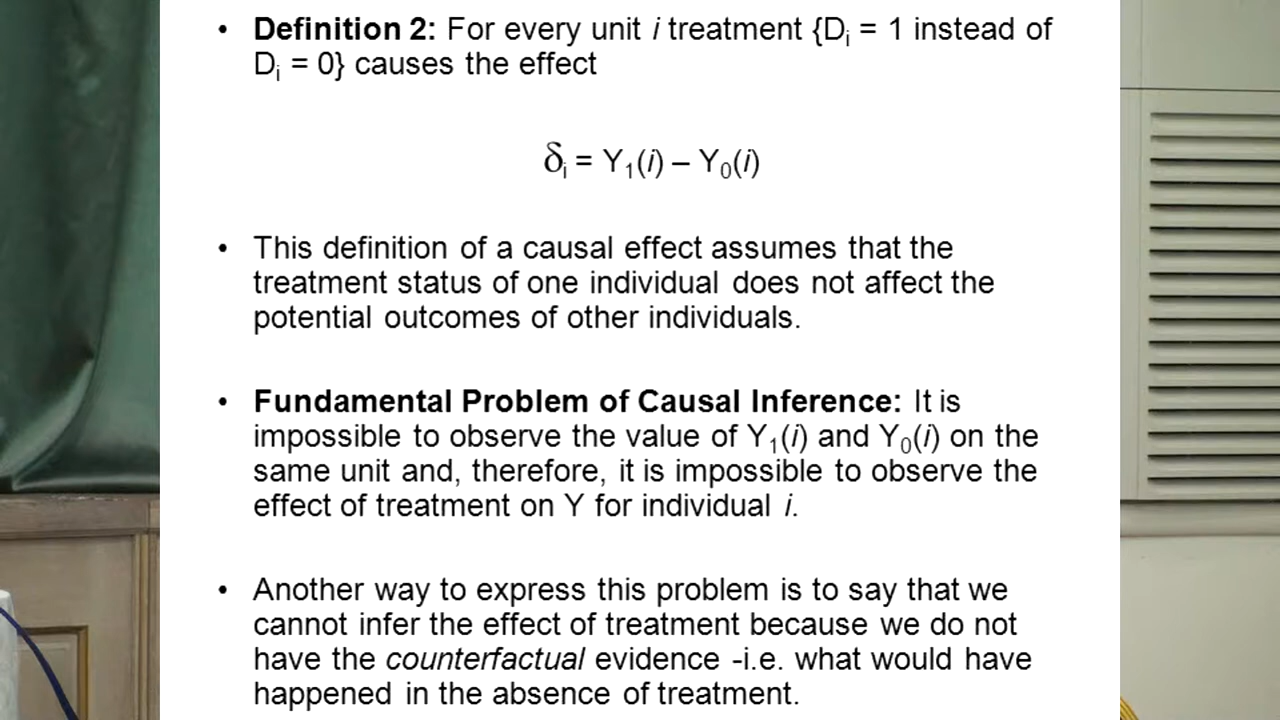 • Definition 2: For every unit i treatment {Dᵢ = 1 instead of
Dᵢ = 0} causes the effect
δᵢ = Y₁(i) – Y₀(i)
• This definition of a causal effect assumes that the
treatment status of one individual does not affect the
potential outcomes of other individuals.
• Fundamental Problem of Causal Inference: It is
impossible to observe the value of Y₁(i) and Y₀(i) on the
same unit and, therefore, it is impossible to observe the
effect of treatment on Y for individual i.
• Another way to express this problem is to say that we
cannot infer the effect of treatment because we do not
have the counterfactual evidence -i.e. what would have
happened in the absence of treatment.